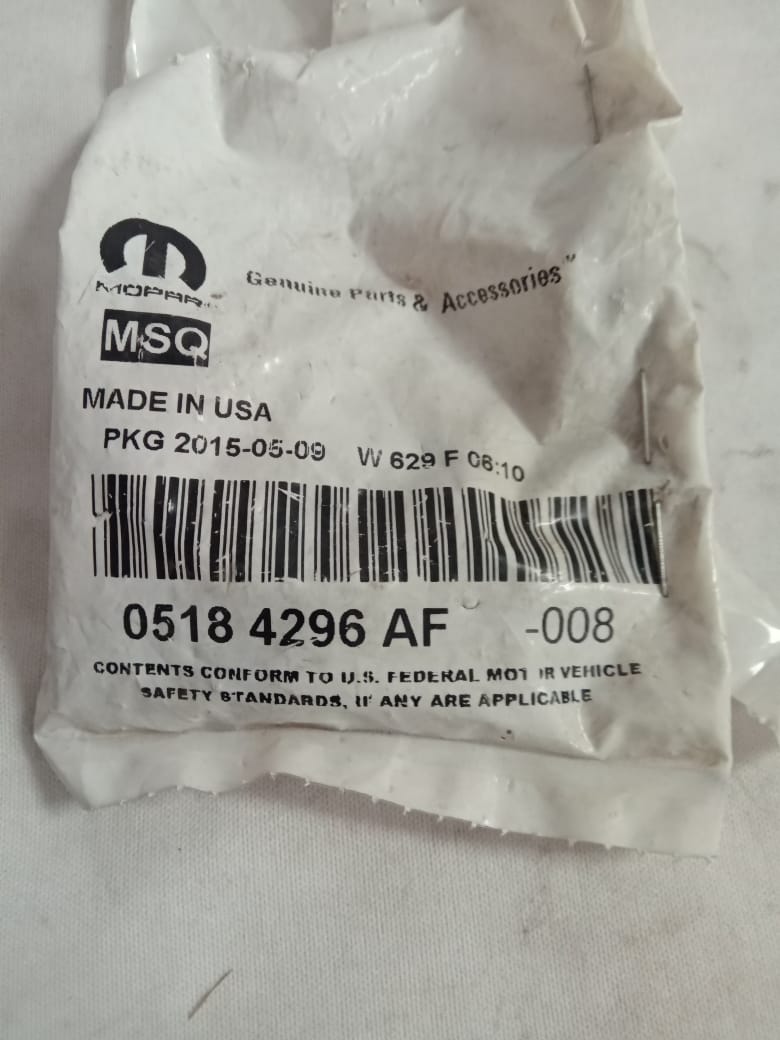 MOPAR
Genuine Parts & Accessories™
MSQ
MADE IN USA
PKG 2015-05-09 W 629 F 06:10
0518 4296 AF -008
CONTENTS CONFORM TO U.S. FEDERAL MOTOR VEHICLE
SAFETY STANDARDS, IF ANY ARE APPLICABLE